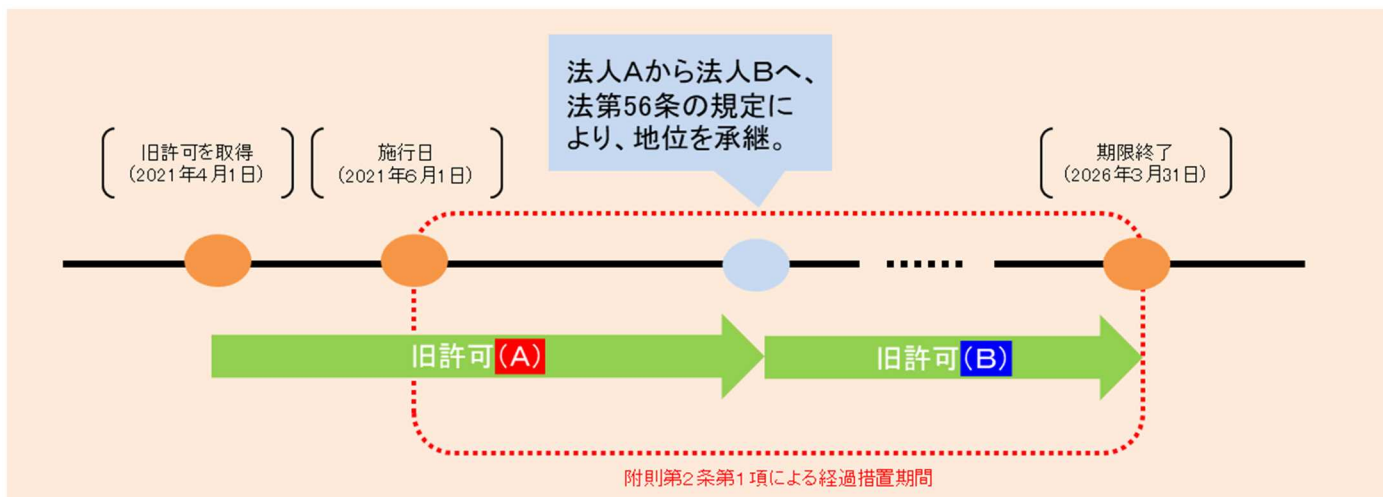 法人Aから法人Bへ、
法第56条の規定に
より、地位を承継。
旧許可を取得
(2021年4月1日)
施行日
(2021年6月1日)
期限終了
(2026年3月31日)
旧許可(A)
旧許可(B)
附則第2条第1項による経過措置期間